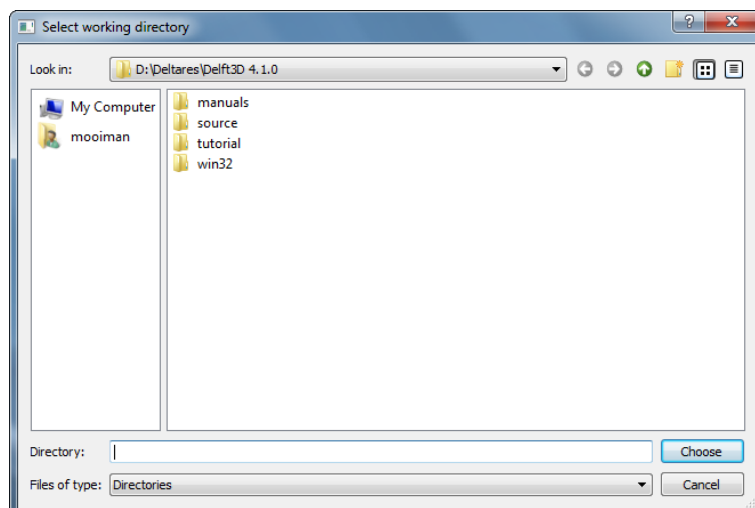 Select working directory
Look in: D:\Deltares\Delft3D 4.1.0
My Computer
mooiman
manuals
source
tutorial
win32
Directory: Choose
Files of type: Directories Cancel